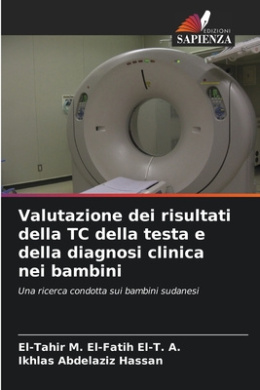 EDIZIONI
SAPIENZA
Valutazione dei risultati
della TC della testa e
della diagnosi clinica
nei bambini
Una ricerca condotta sui bambini sudanesi
El-Tahir M. El-Fatih El-T. A.
Ikhlas Abdelaziz Hassan